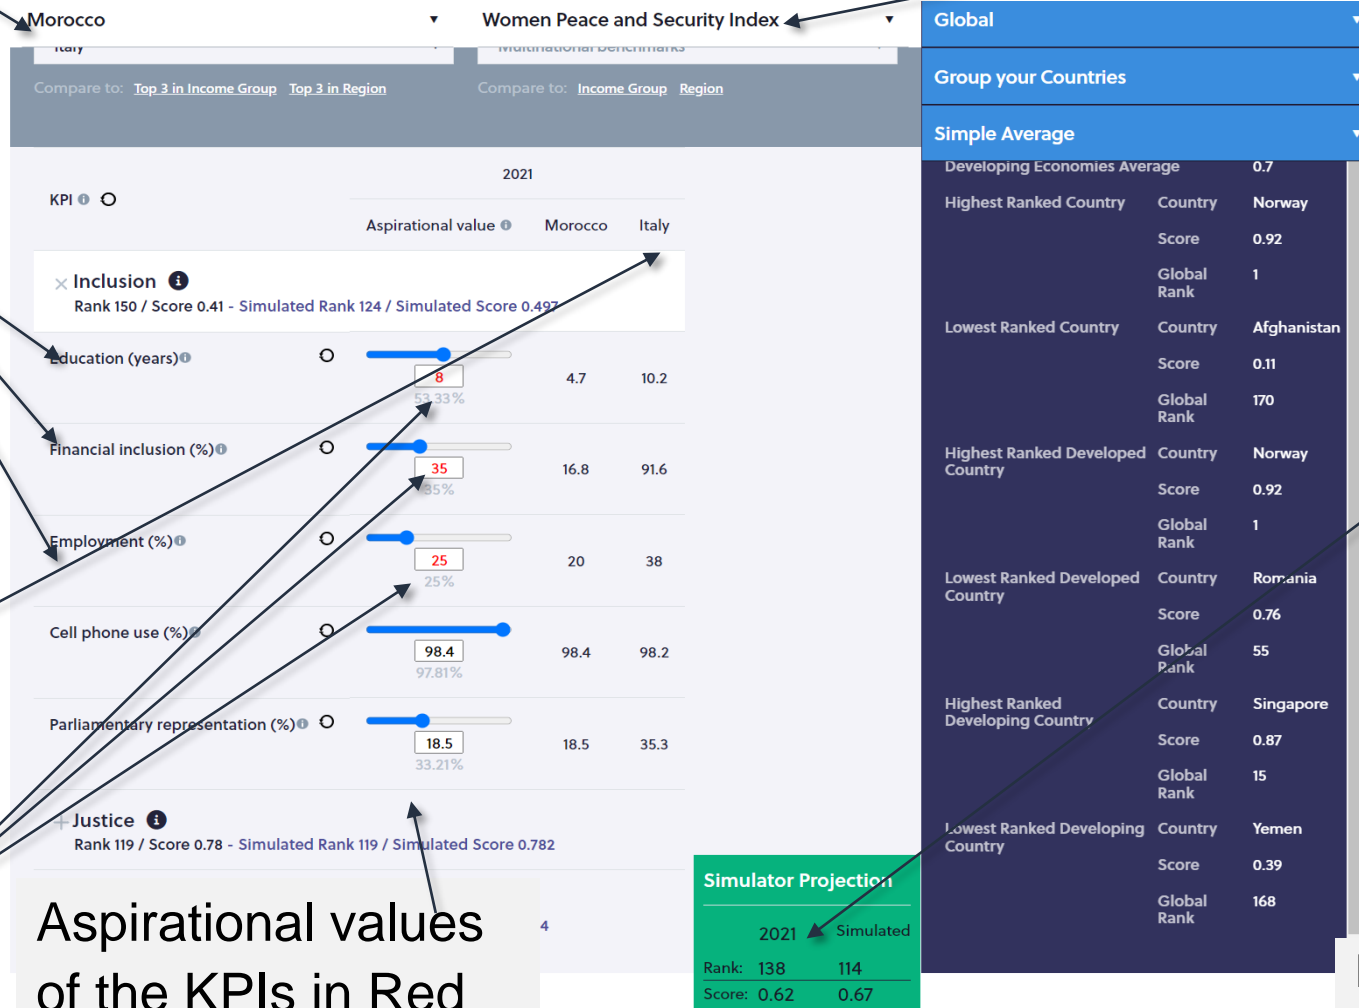 Morocco
Women Peace and Security Index
Global
Italy
Multinational benchmarks
Compare to: Top 3 in Income Group Top 3 in Region
Compare to: Income Group Region
Group your Countries
Simple Average
KPI
2021
Aspirational value
Morocco
Italy
Inclusion
Rank 150 / Score 0.41 - Simulated Rank 124 / Simulated Score 0.497
Education (years)
8
53.33%
4.7
10.2
Financial inclusion (%)
35
35%
16.8
91.6
Employment (%)
25
25%
20
38
Cell phone use (%)
98.4
97.81%
98.4
98.2
Parliamentary representation (%)
18.5
33.21%
18.5
35.3
Justice
Rank 119 / Score 0.78 - Simulated Rank 119 / Simulated Score 0.782
4
Aspirational values
of the KPIs in Red
Simulator Projection
2021 Simulated
Rank: 138 114
Score: 0.62 0.67
Developing Economies Average 0.7
Highest Ranked Country Country Norway
Score 0.92
Global Rank 1
Lowest Ranked Country Country Afghanistan
Score 0.11
Global Rank 170
Highest Ranked Developed Country Country Norway
Score 0.92
Global Rank 1
Lowest Ranked Developed Country Country Romania
Score 0.76
Global Rank 55
Highest Ranked Developing Country Country Singapore
Score 0.87
Global Rank 15
Lowest Ranked Developing Country Country Yemen
Score 0.39
Global Rank 168